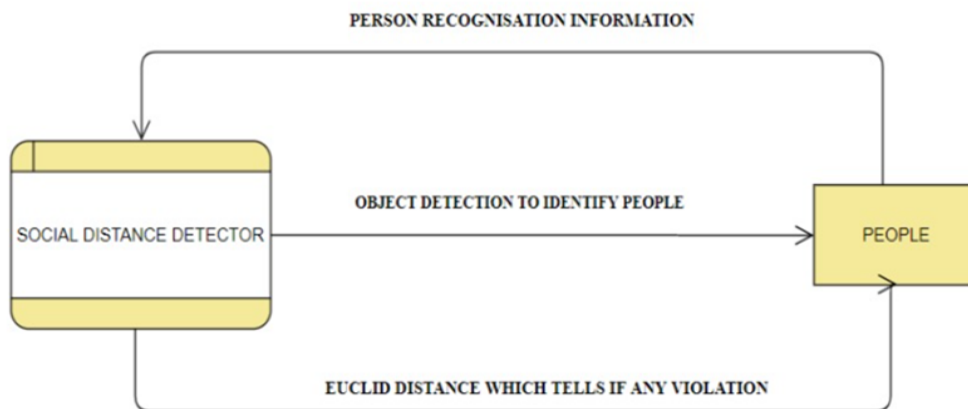 PERSON RECOGNISATION INFORMATION
OBJECT DETECTION TO IDENTIFY PEOPLE
SOCIAL DISTANCE DETECTOR
PEOPLE
EUCLID DISTANCE WHICH TELLS IF ANY VIOLATION